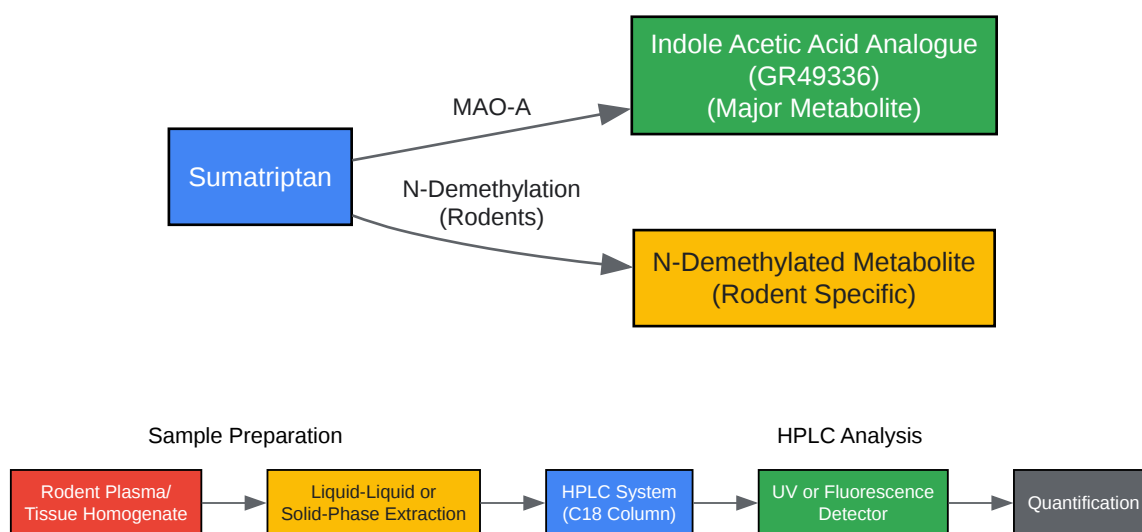 Indole Acetic Acid Analogue
(GR49336)
(Major Metabolite)
MAO-A
Sumatriptan
N-Demethylation
(Rodents)
N-Demethylated Metabolite
(Rodent Specific)
Sample Preparation
HPLC Analysis
Rodent Plasma/
Tissue Homogenate
Liquid-Liquid or
Solid-Phase Extraction
HPLC System
(C18 Column)
UV or Fluorescence
Detector
Quantification